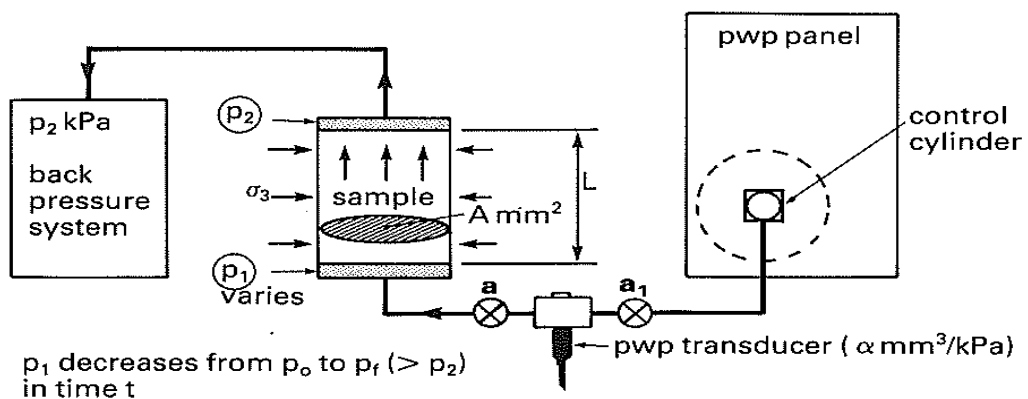 pwp panel
p₂
p₂ kPa
back
pressure
system
control
cylinder
σ₃
sample
L
A mm²
p₁
varies
a
a₁
pwp transducer ( α mm³/kPa)
p₁ decreases from pₒ to p_f (> p₂)
in time t